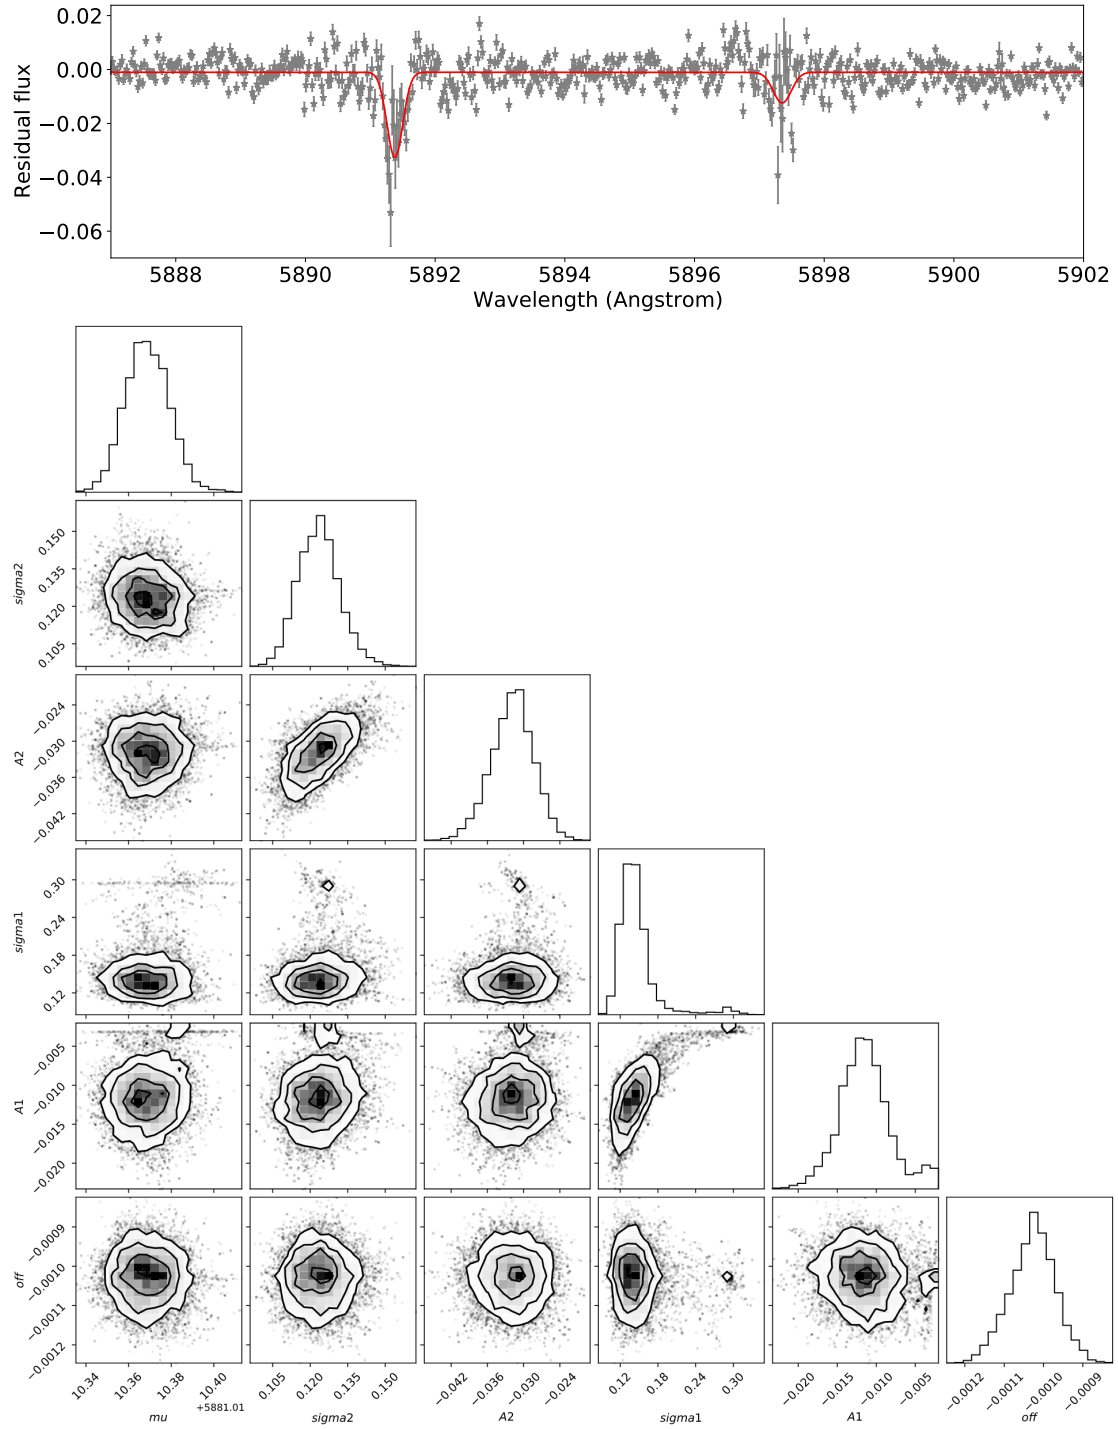 0.02
0.00
−0.02
−0.04
−0.06
Residual flux
5888 5890 5892 5894 5896 5898 5900 5902
Wavelength (Angstrom)
0.150
0.135
0.120
0.105
sigma2
−0.024
−0.030
−0.036
−0.042
A2
0.30
0.24
0.18
0.12
sigma1
−0.005
−0.010
−0.015
−0.020
A1
−0.0009
−0.0010
−0.0011
−0.0012
off
10.34 10.36 10.38 10.40 0.105 0.120 0.135 0.150 −0.042 −0.036 −0.030 −0.024 0.12 0.18 0.24 0.30 −0.020 −0.015 −0.010 −0.005 −0.0012 −0.0011 −0.0010 −0.0009
+5881.01
mu sigma2 A2 sigma1 A1 off